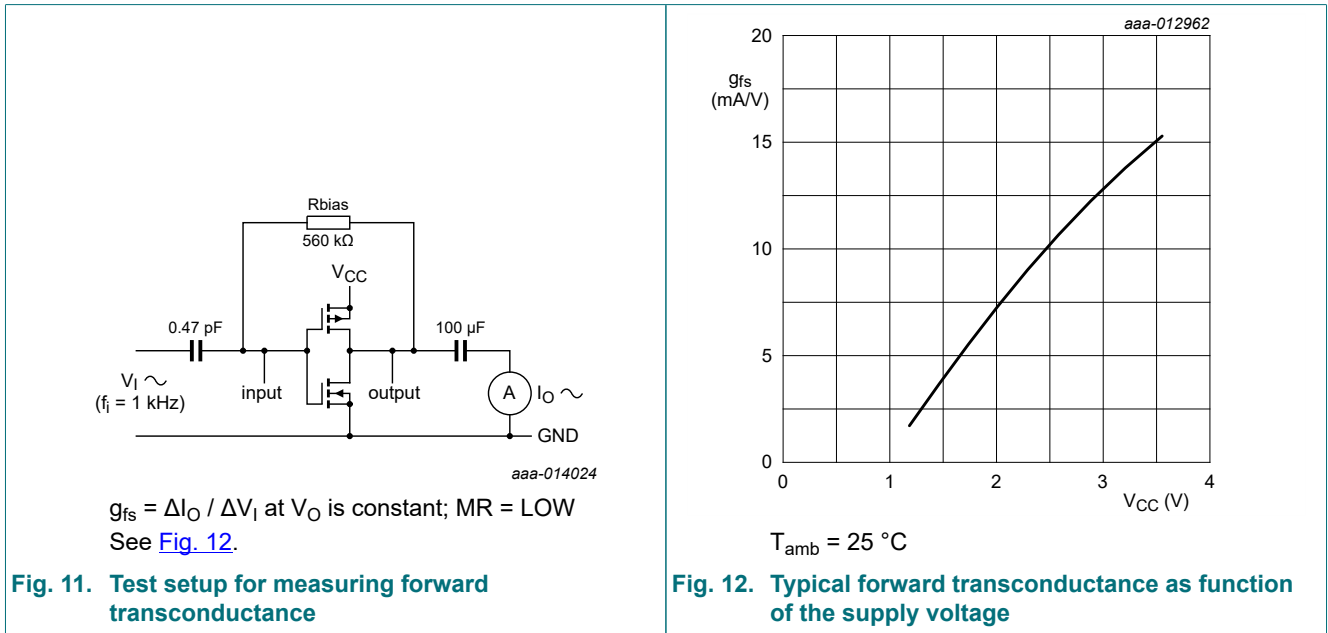 Rbias
560 kΩ
VCC
0.47 pF
100 µF
VI
(fi = 1 kHz)
input
output
A
IO
GND
aaa-014024
gfs = ΔIO / ΔVI at VO is constant; MR = LOW
See Fig. 12.
Fig. 11. Test setup for measuring forward
transconductance
aaa-012962
20
gfs
(mA/V)
15
10
5
0
0 1 2 3 4
VCC (V)
Tamb = 25 °C
Fig. 12. Typical forward transconductance as function
of the supply voltage